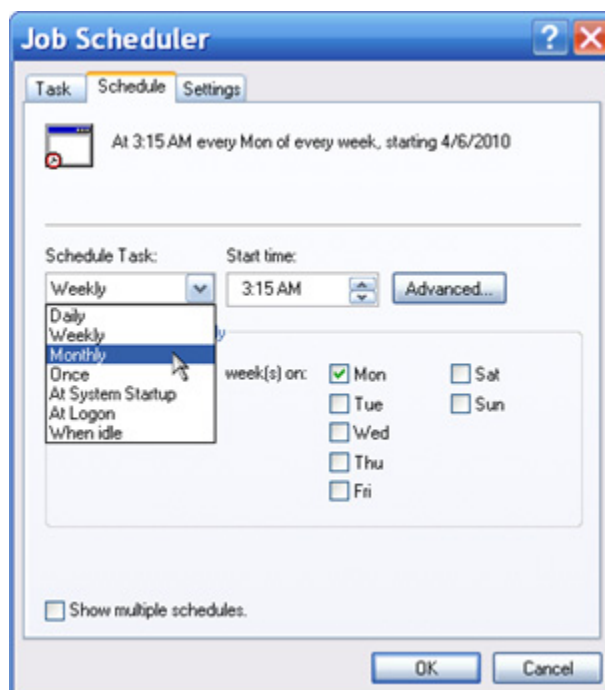 Job Scheduler
Task Schedule Settings
At 3:15 AM every Mon of every week, starting 4/6/2010
Schedule Task: Start time:
Weekly 3:15 AM Advanced...
Daily
Weekly
Monthly
Once
At System Startup
At Logon
When idle
week(s) on:
Mon Sat
Tue Sun
Wed
Thu
Fri
Show multiple schedules.
OK Cancel